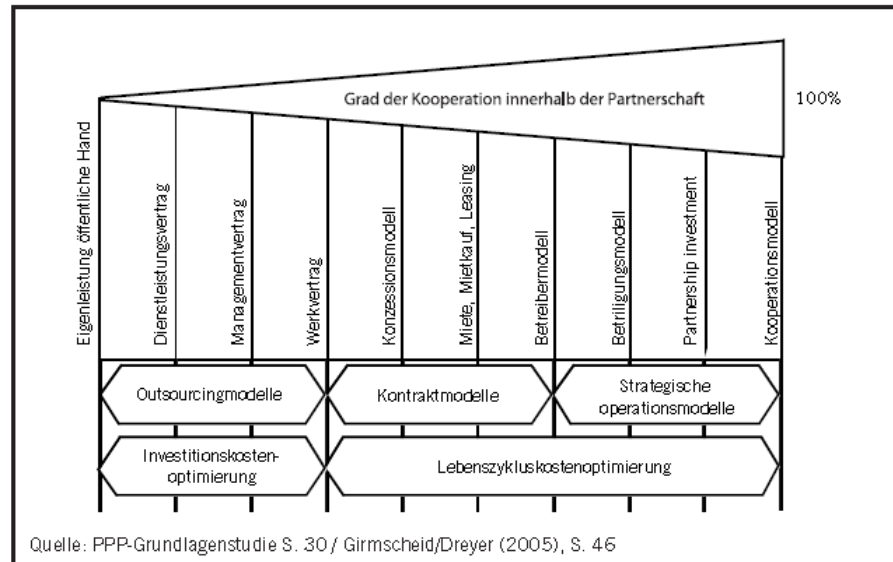 Grad der Kooperation innerhalb der Partnerschaft
100%
Eigenleistung öffentliche Hand
Dienstleistungsvertrag
Managementvertrag
Werkvertrag
Konzessionsmodell
Miete, Mietkauf, Leasing
Betreibermodell
Betriligungsmodell
Partnership investment
Kooperationsmodell
Outsourcingmodelle
Kontraktmodelle
Strategische
operationsmodelle
Investitionskosten-
optimierung
Lebenszykluskostenoptimierung
Quelle: PPP-Grundlagenstudie S. 30 / Girmscheid/Dreyer (2005), S. 46